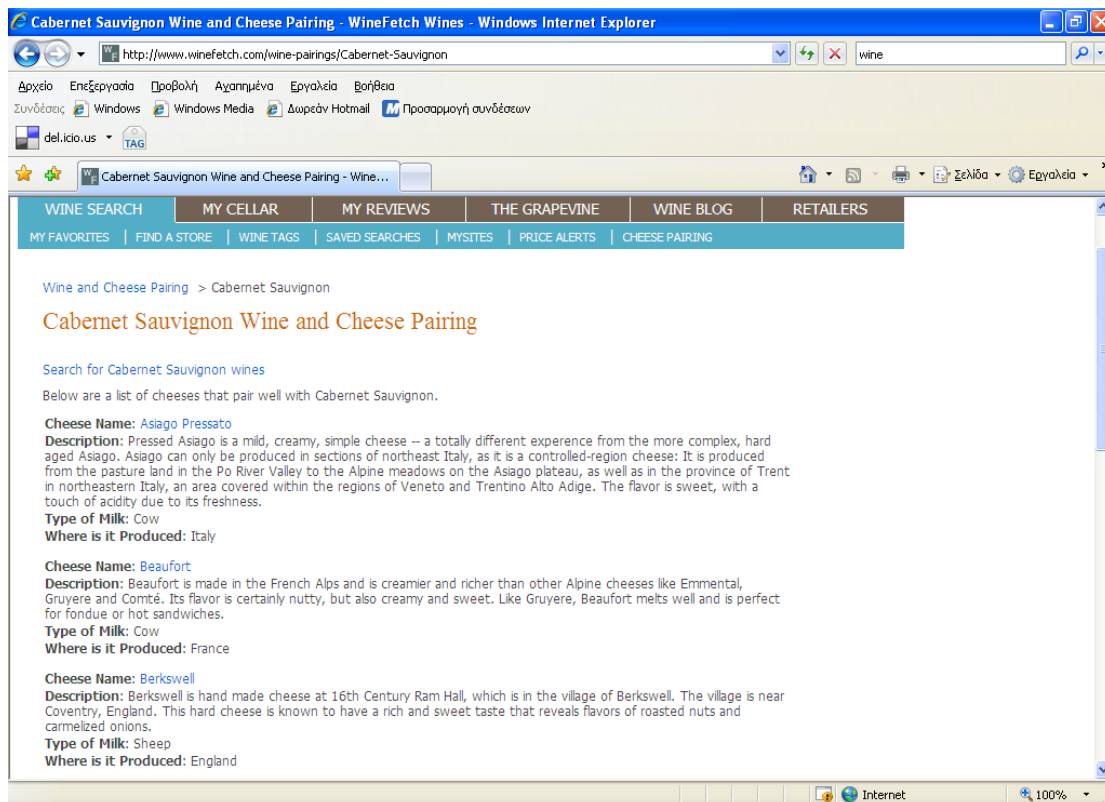 Cabernet Sauvignon Wine and Cheese Pairing - WineFetch Wines - Windows Internet Explorer
http://www.winefetch.com/wine-pairings/Cabernet-Sauvignon
wine
Αρχείο Επεξεργασία Προβολή Αγαπημένα Εργαλεία Βοήθεια
Συνδέσεις Windows Windows Media Δωρεάν Hotmail Προσαρμογή συνδέσεων
del.icio.us TAG
Cabernet Sauvignon Wine and Cheese Pairing - Wine...
Σελίδα Εργαλεία
WINE SEARCH MY CELLAR MY REVIEWS THE GRAPEVINE WINE BLOG RETAILERS
MY FAVORITES | FIND A STORE | WINE TAGS | SAVED SEARCHES | MYSITES | PRICE ALERTS | CHEESE PAIRING
Wine and Cheese Pairing > Cabernet Sauvignon
Cabernet Sauvignon Wine and Cheese Pairing
Search for Cabernet Sauvignon wines
Below are a list of cheeses that pair well with Cabernet Sauvignon.
Cheese Name: Asiago Pressato
Description: Pressed Asiago is a mild, creamy, simple cheese -- a totally different experence from the more complex, hard
aged Asiago. Asiago can only be produced in sections of northeast Italy, as it is a controlled-region cheese: It is produced
from the pasture land in the Po River Valley to the Alpine meadows on the Asiago plateau, as well as in the province of Trent
in northeastern Italy, an area covered within the regions of Veneto and Trentino Alto Adige. The flavor is sweet, with a
touch of acidity due to its freshness.
Type of Milk: Cow
Where is it Produced: Italy
Cheese Name: Beaufort
Description: Beaufort is made in the French Alps and is creamier and richer than other Alpine cheeses like Emmental,
Gruyere and Comté. Its flavor is certainly nutty, but also creamy and sweet. Like Gruyere, Beaufort melts well and is perfect
for fondue or hot sandwiches.
Type of Milk: Cow
Where is it Produced: France
Cheese Name: Berkswell
Description: Berkswell is hand made cheese at 16th Century Ram Hall, which is in the village of Berkswell. The village is near
Coventry, England. This hard cheese is known to have a rich and sweet taste that reveals flavors of roasted nuts and
carmelized onions.
Type of Milk: Sheep
Where is it Produced: England
Internet 100%